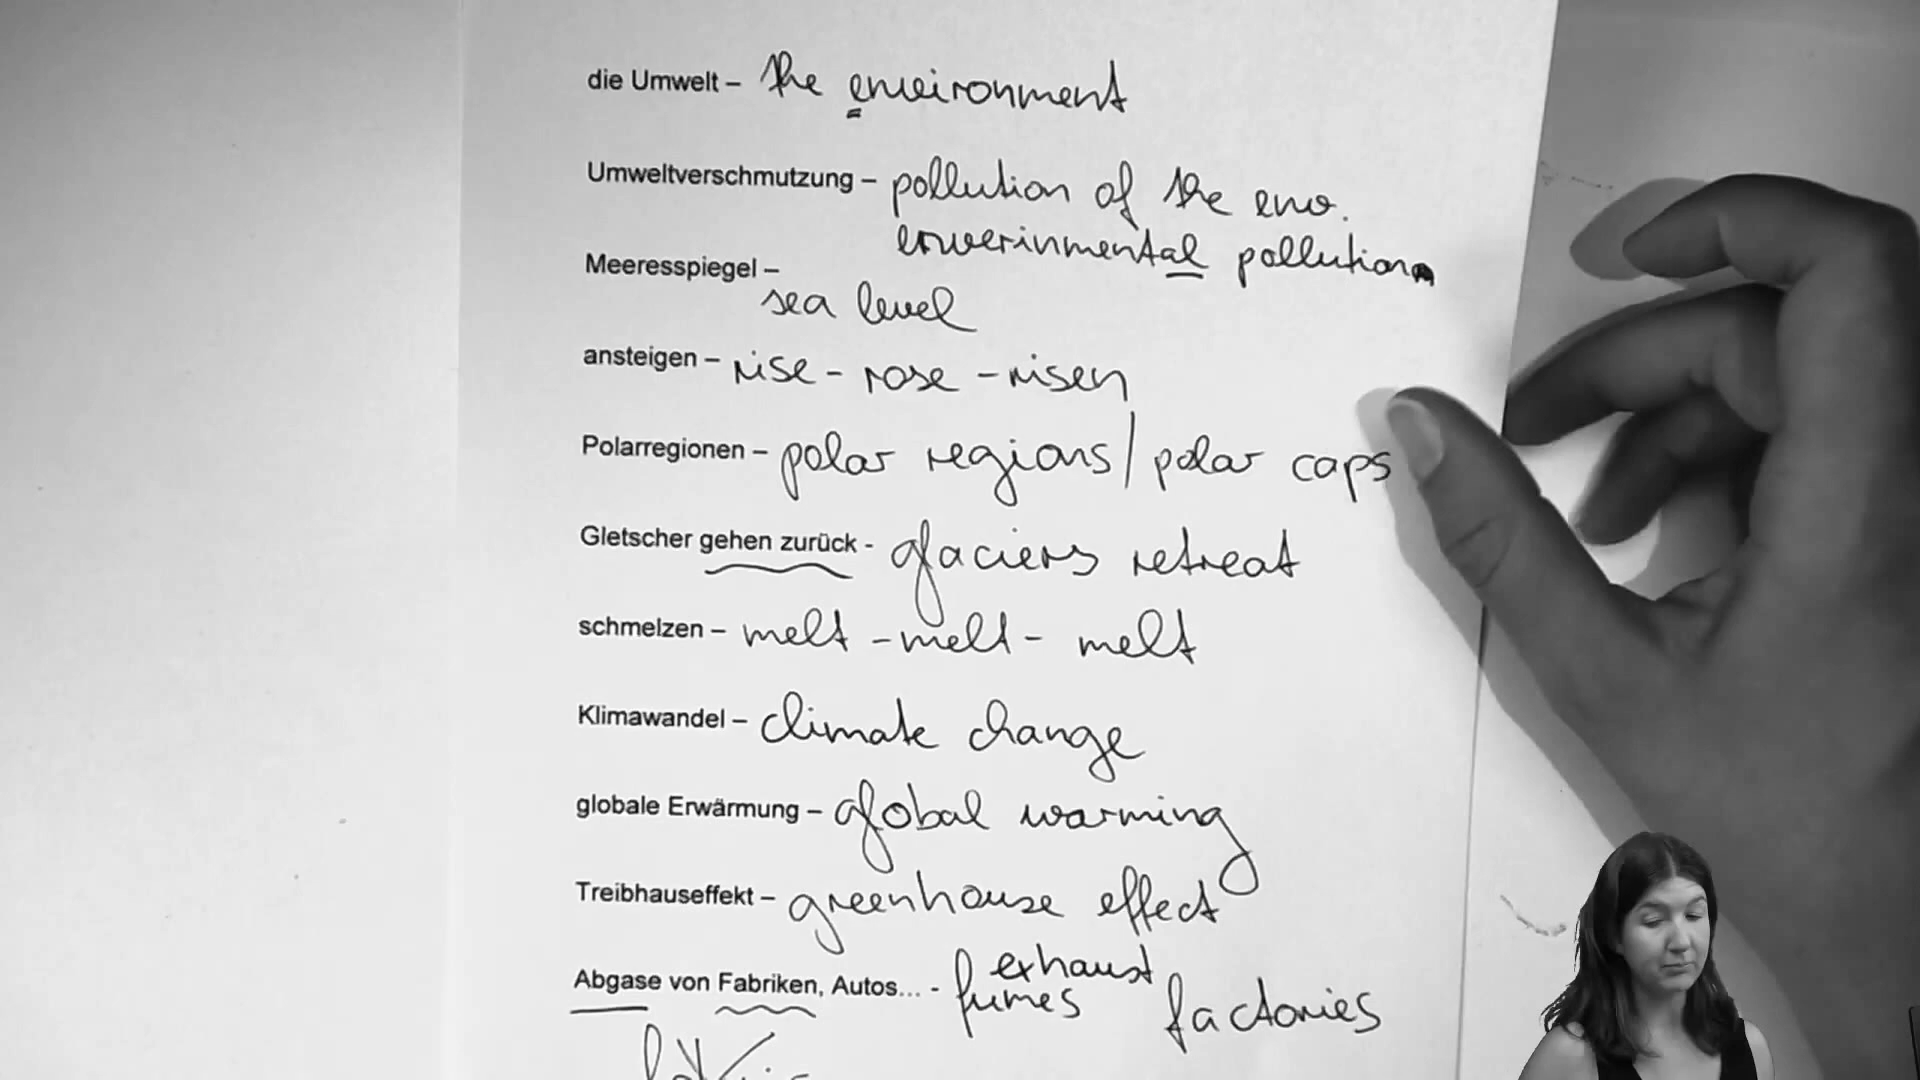 die Umwelt – the enveironment
Umweltverschmutzung – pollution of the env.
enverinmental pollution
Meeresspiegel –
sea level
ansteigen – rise - rose - risen
Polarregionen – polar regions/polar caps
Gletscher gehen zurück - glaciers retreat
schmelzen – melt - melt - melt
Klimawandel – climate change
globale Erwärmung – global warming
Treibhauseffekt – greenhouse effect
exhaust
Abgase von Fabriken, Autos... - fumes factories